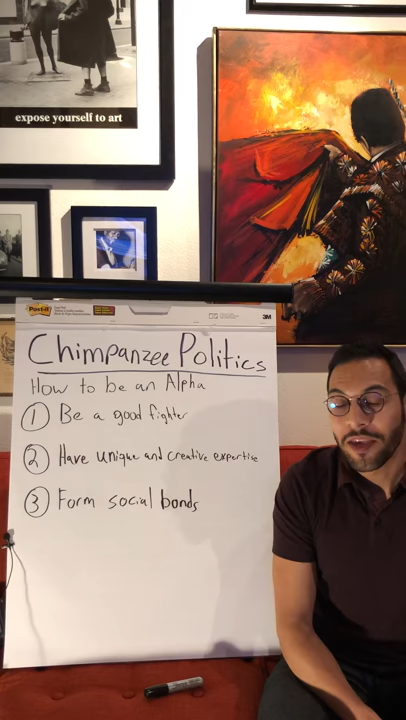 expose yourself to art
Post-it
3M
Chimpanzee Politics
How to be an Alpha
1 Be a good fighter
2 Have unique and creative expertise
3 Form social bonds